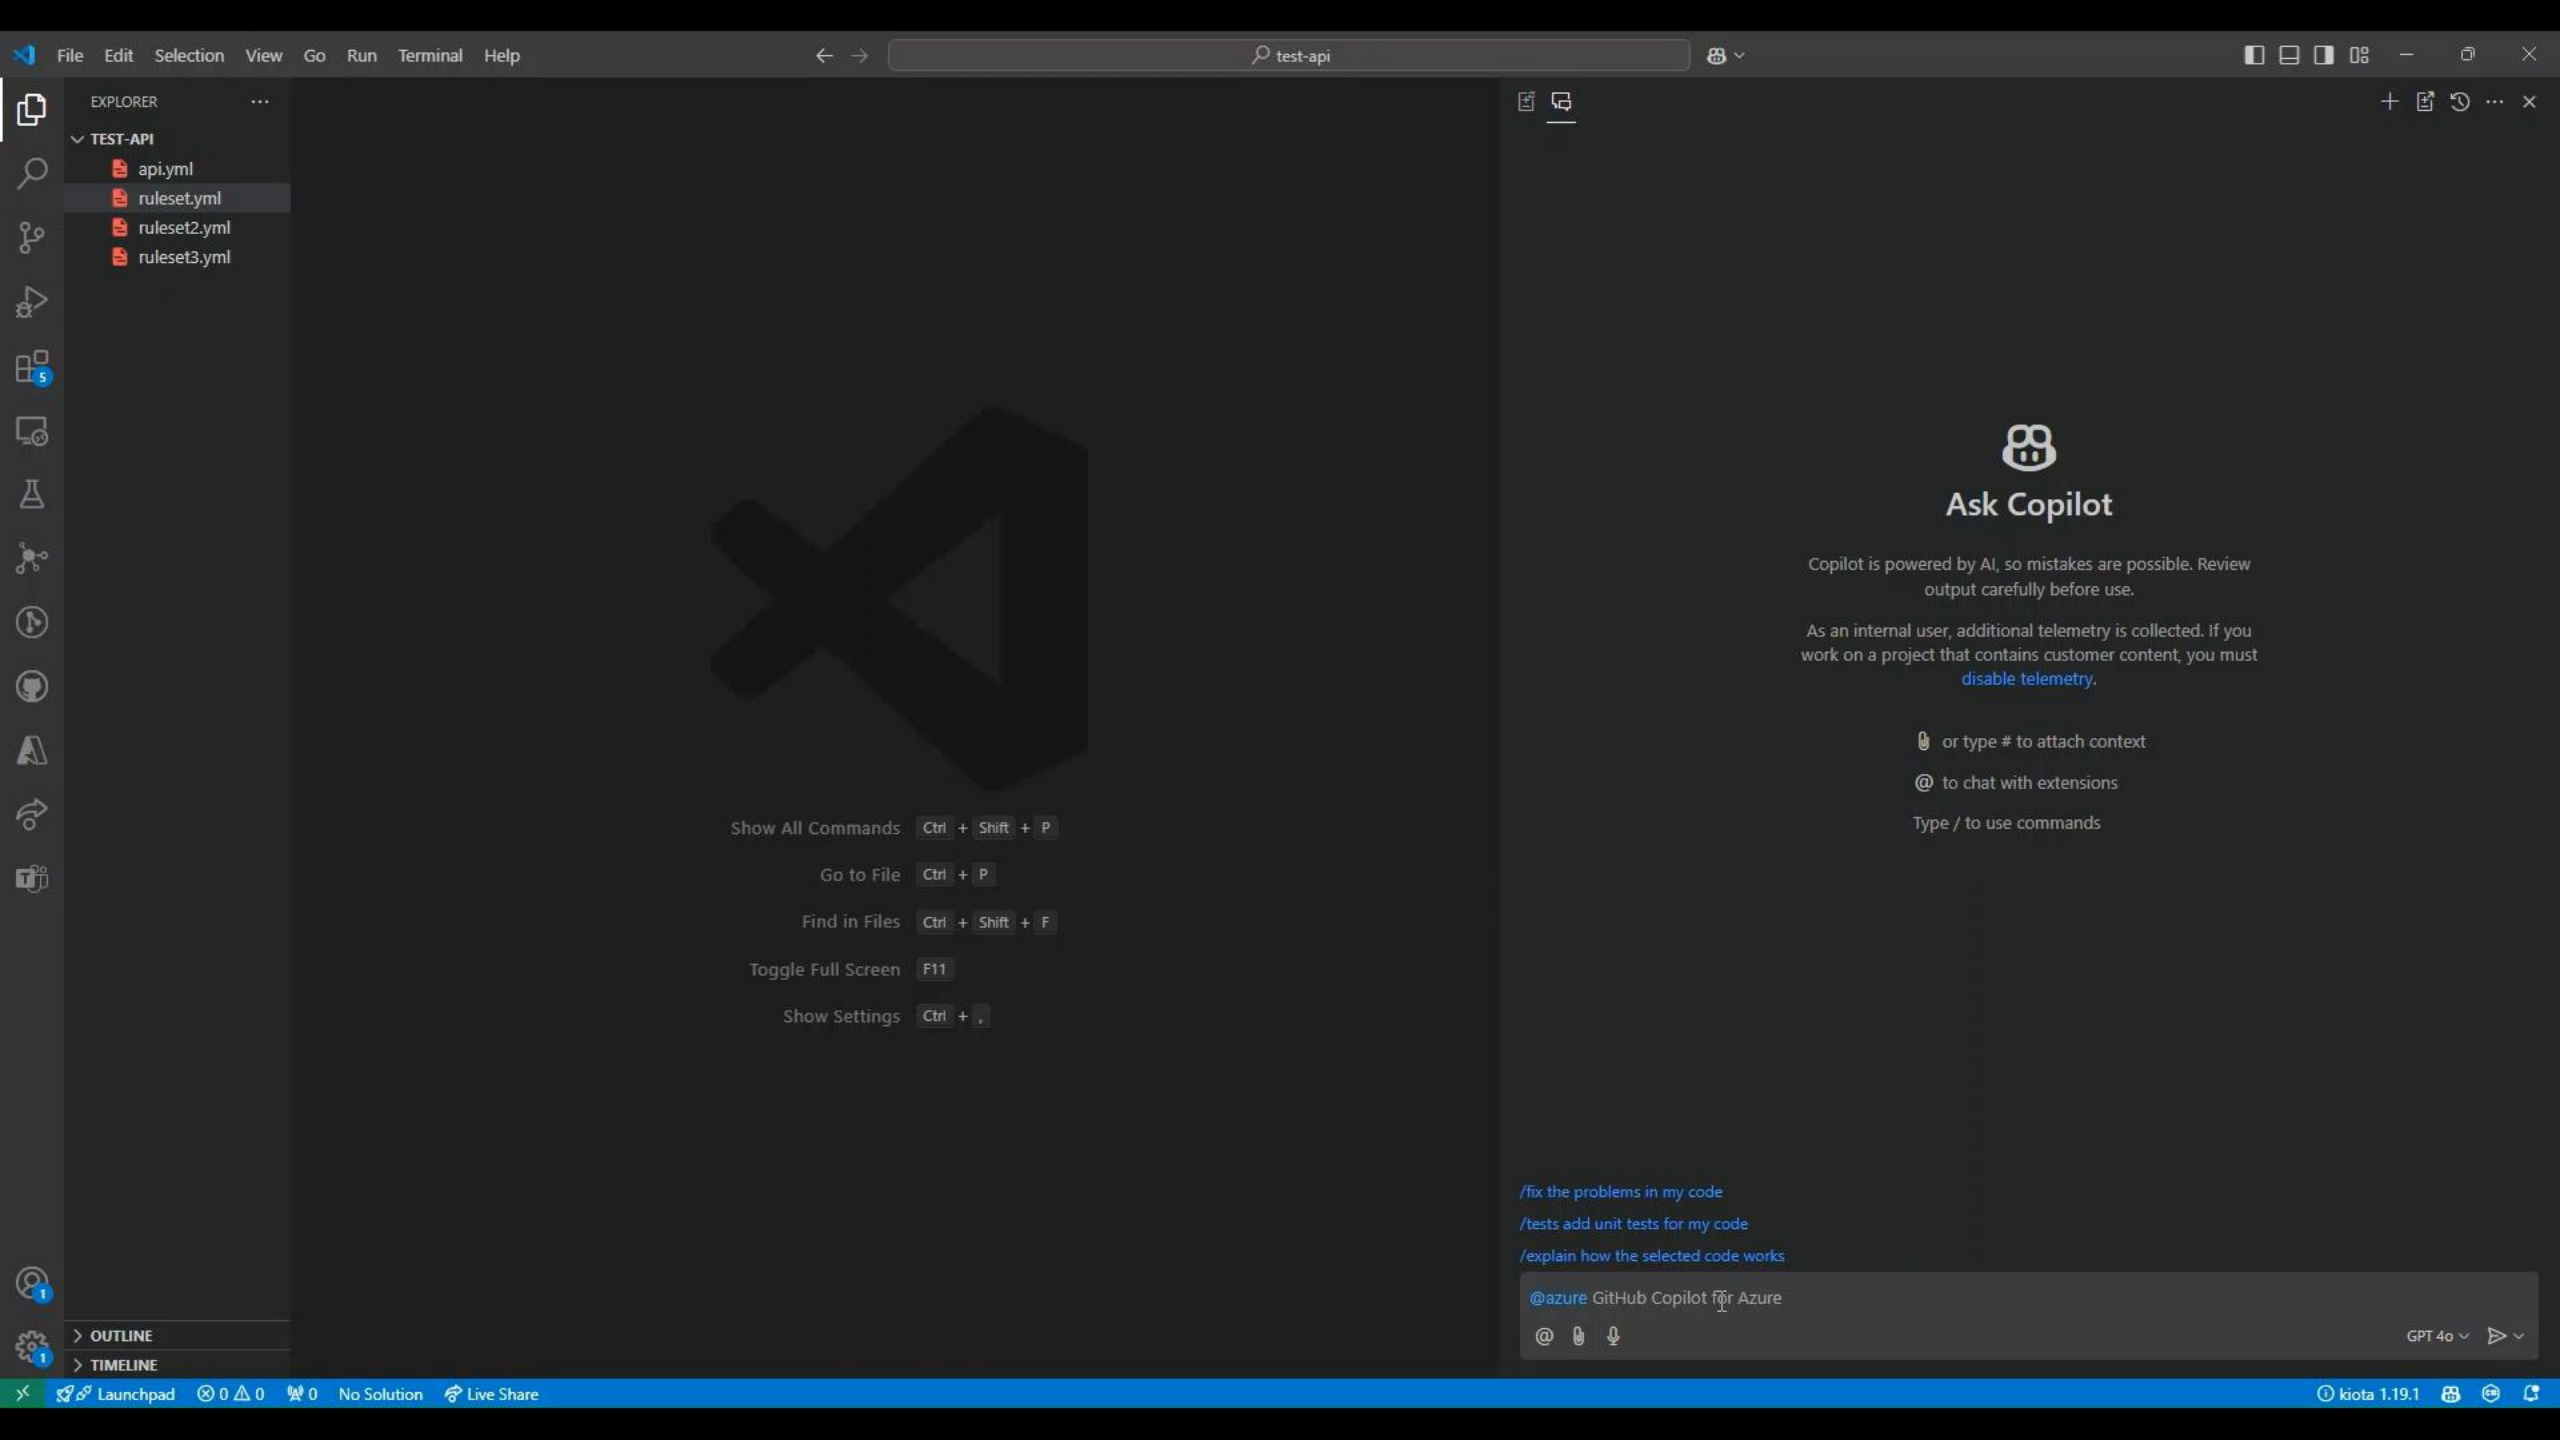 File Edit Selection View Go Run Terminal Help
test-api
EXPLORER
TEST-API
api.yml
ruleset.yml
ruleset2.yml
ruleset3.yml
5
1
1
OUTLINE
TIMELINE
Show All Commands Ctrl + Shift + P
Go to File Ctrl + P
Find in Files Ctrl + Shift + F
Toggle Full Screen F11
Show Settings Ctrl + ,
Ask Copilot
Copilot is powered by AI, so mistakes are possible. Review
output carefully before use.
As an internal user, additional telemetry is collected. If you
work on a project that contains customer content, you must
disable telemetry.
or type # to attach context
@ to chat with extensions
Type / to use commands
/fix the problems in my code
/tests add unit tests for my code
/explain how the selected code works
@azure GitHub Copilot for Azure
@
GPT 4o
Launchpad 0 0 0 No Solution Live Share
kiota 1.19.1